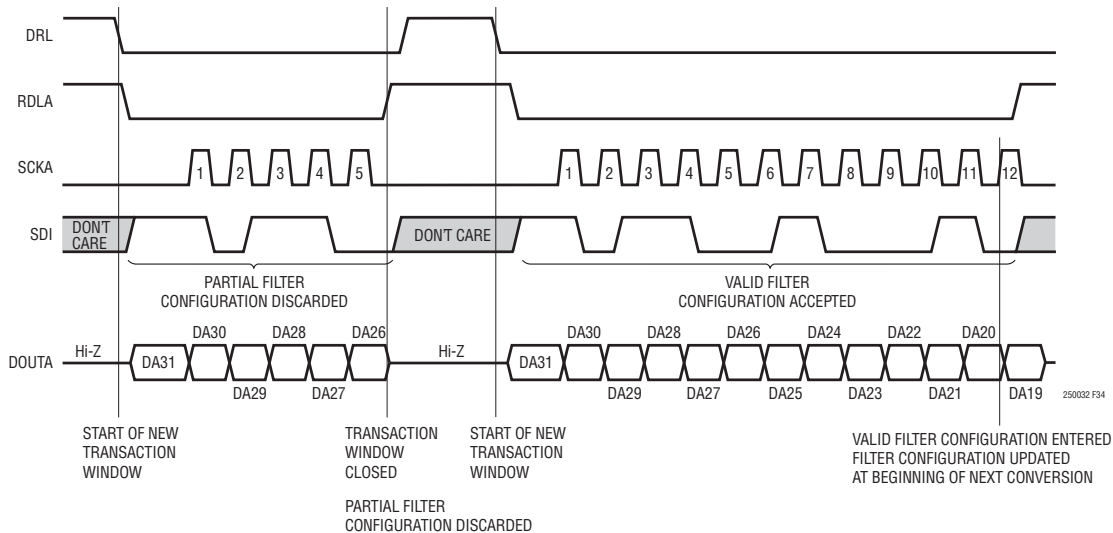 DRL
RDLA
SCKA
1 2 3 4 5
1 2 3 4 5 6 7 8 9 10 11 12
SDI
DON'T
CARE
DON'T CARE
PARTIAL FILTER
CONFIGURATION DISCARDED
VALID FILTER
CONFIGURATION ACCEPTED
DOUTA
Hi-Z
DA31
DA30
DA29
DA28
DA27
DA26
Hi-Z
DA31
DA30
DA29
DA28
DA27
DA26
DA25
DA24
DA23
DA22
DA21
DA20
DA19
250032 F34
START OF NEW
TRANSACTION
WINDOW
TRANSACTION
WINDOW
CLOSED
PARTIAL FILTER
CONFIGURATION DISCARDED
START OF NEW
TRANSACTION
WINDOW
VALID FILTER CONFIGURATION ENTERED
FILTER CONFIGURATION UPDATED
AT BEGINNING OF NEXT CONVERSION